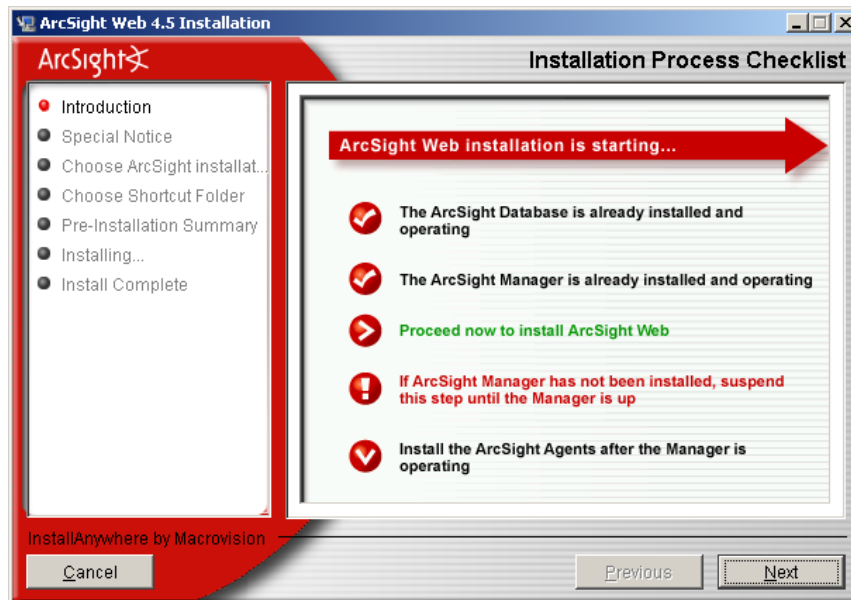 ArcSight Web 4.5 Installation
ArcSight
Installation Process Checklist
Introduction
Special Notice
Choose ArcSight installat...
Choose Shortcut Folder
Pre-Installation Summary
Installing...
Install Complete
ArcSight Web installation is starting...
The ArcSight Database is already installed and
operating
The ArcSight Manager is already installed and operating
Proceed now to install ArcSight Web
If ArcSight Manager has not been installed, suspend
this step until the Manager is up
Install the ArcSight Agents after the Manager is
operating
InstallAnywhere by Macrovision
Cancel
Previous
Next